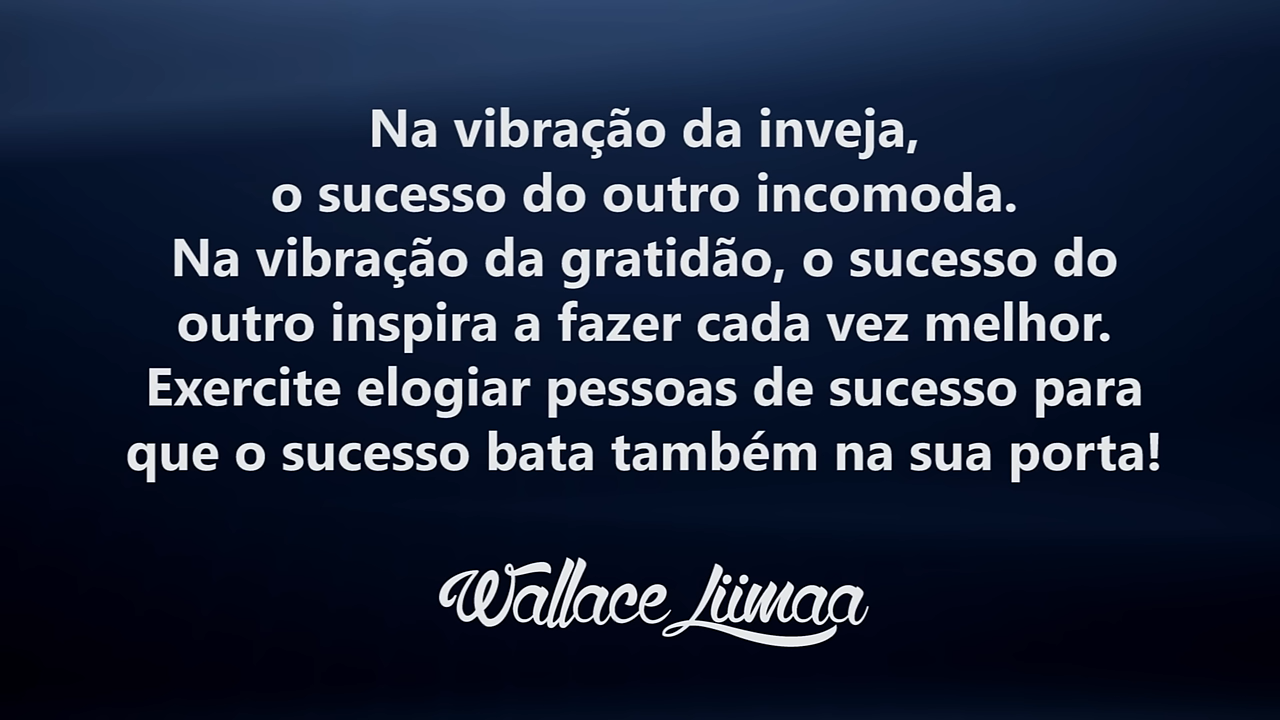 Na vibração da inveja,
o sucesso do outro incomoda.
Na vibração da gratidão, o sucesso do
outro inspira a fazer cada vez melhor.
Exercite elogiar pessoas de sucesso para
que o sucesso bata também na sua porta!
Wallace Liimaa